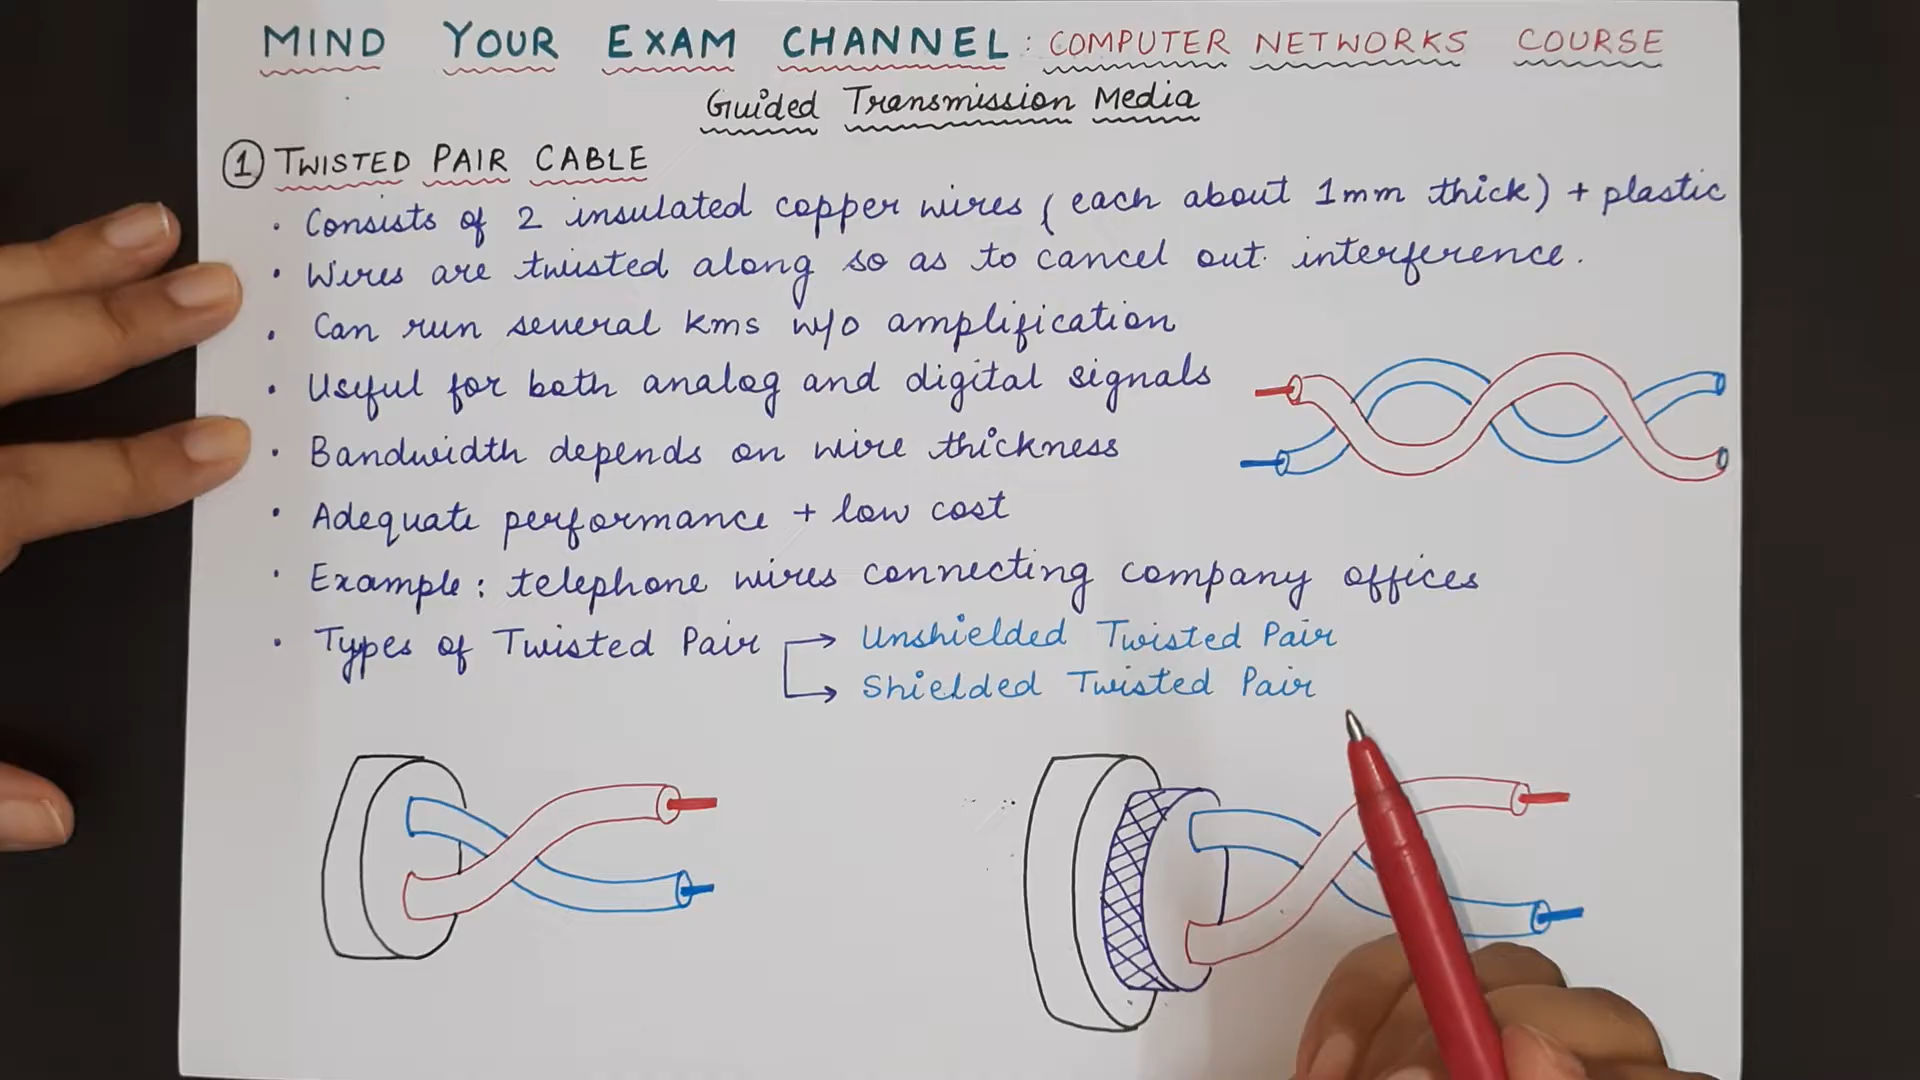 MIND YOUR EXAM CHANNEL : COMPUTER NETWORKS COURSE
Guided Transmission Media
1 TWISTED PAIR CABLE
• Consists of 2 insulated copper wires (each about 1mm thick) + plastic
• Wires are twisted along so as to cancel out interference.
• Can run several kms w/o amplification
• Useful for both analog and digital signals
• Bandwidth depends on wire thickness
• Adequate performance + low cost
• Example: telephone wires connecting company offices
• Types of Twisted Pair → Unshielded Twisted Pair
→ Shielded Twisted Pair